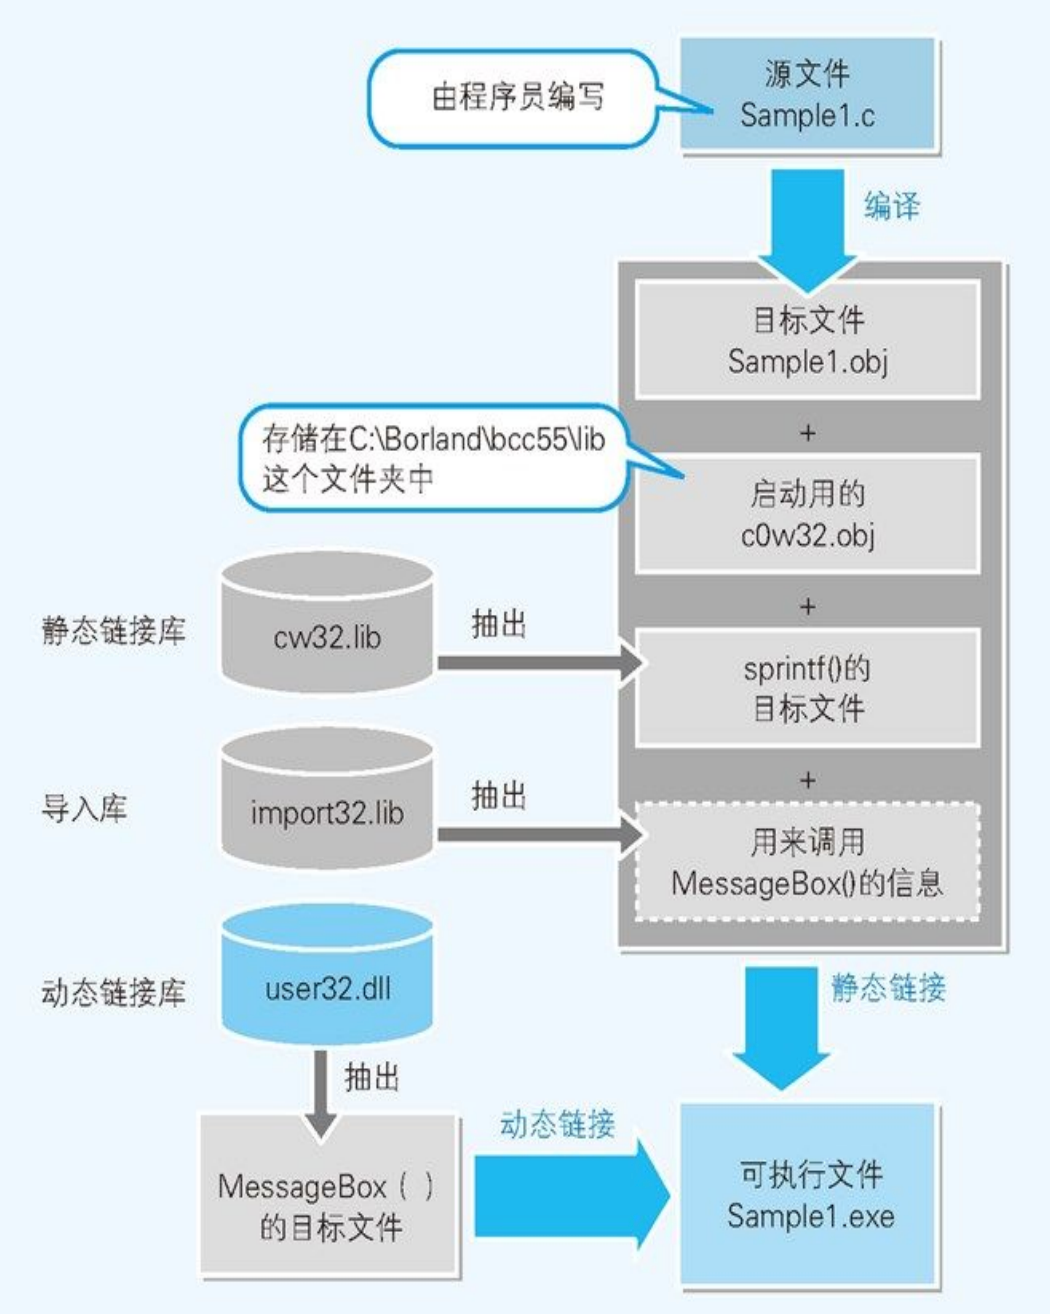 由程序员编写
源文件
Sample1.c
编译
目标文件
Sample1.obj
+
存储在C:\Borland\bcc55\lib
这个文件夹中
启动用的
c0w32.obj
+
静态链接库
cw32.lib
抽出
sprintf()的
目标文件
+
导入库
import32.lib
抽出
用来调用
MessageBox()的信息
动态链接库
user32.dll
静态链接
抽出
MessageBox ( )
的目标文件
动态链接
可执行文件
Sample1.exe